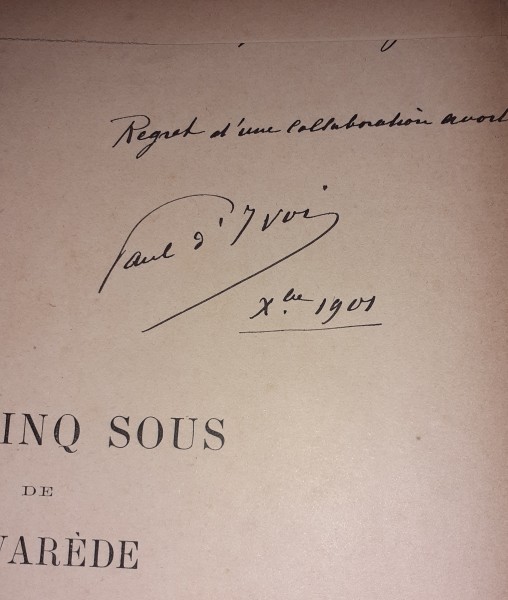 Regret d'une collaboration avort
Paul d'Ivoi
Xbre 1901
INQ SOUS
DE
VARÈDE